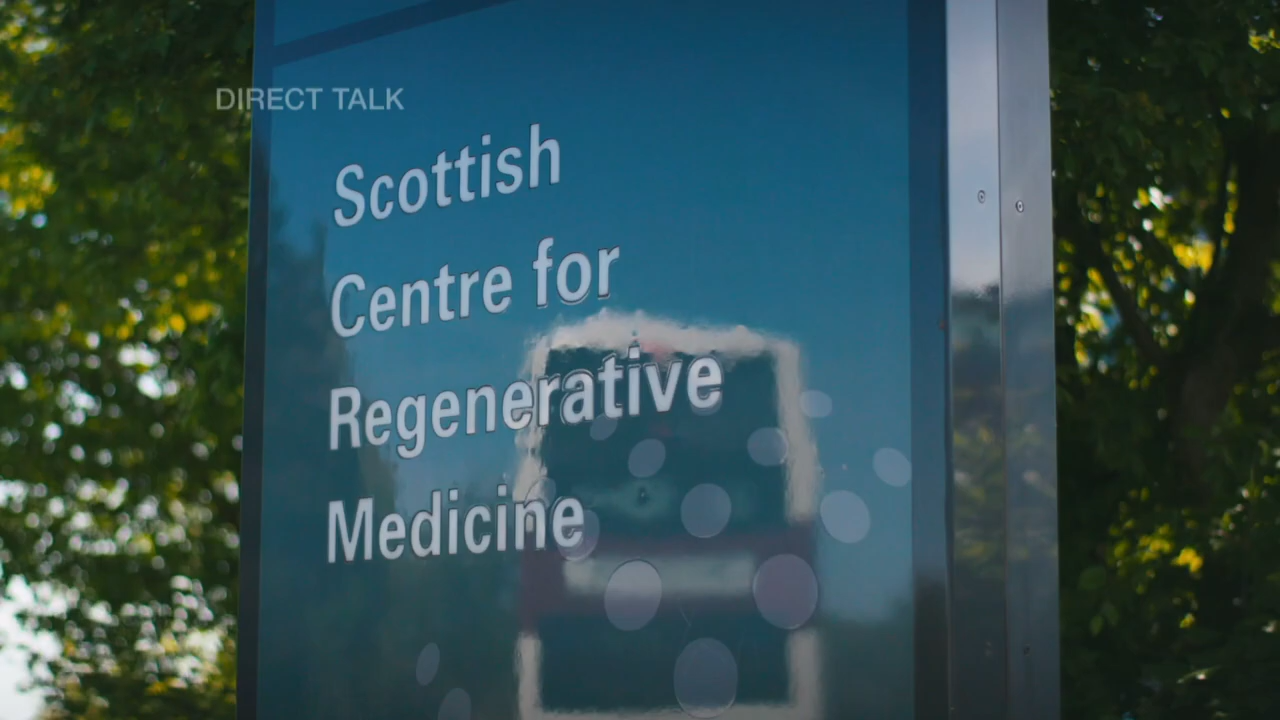 DIRECT TALK
Scottish
Centre for
Regenerative
Medicine